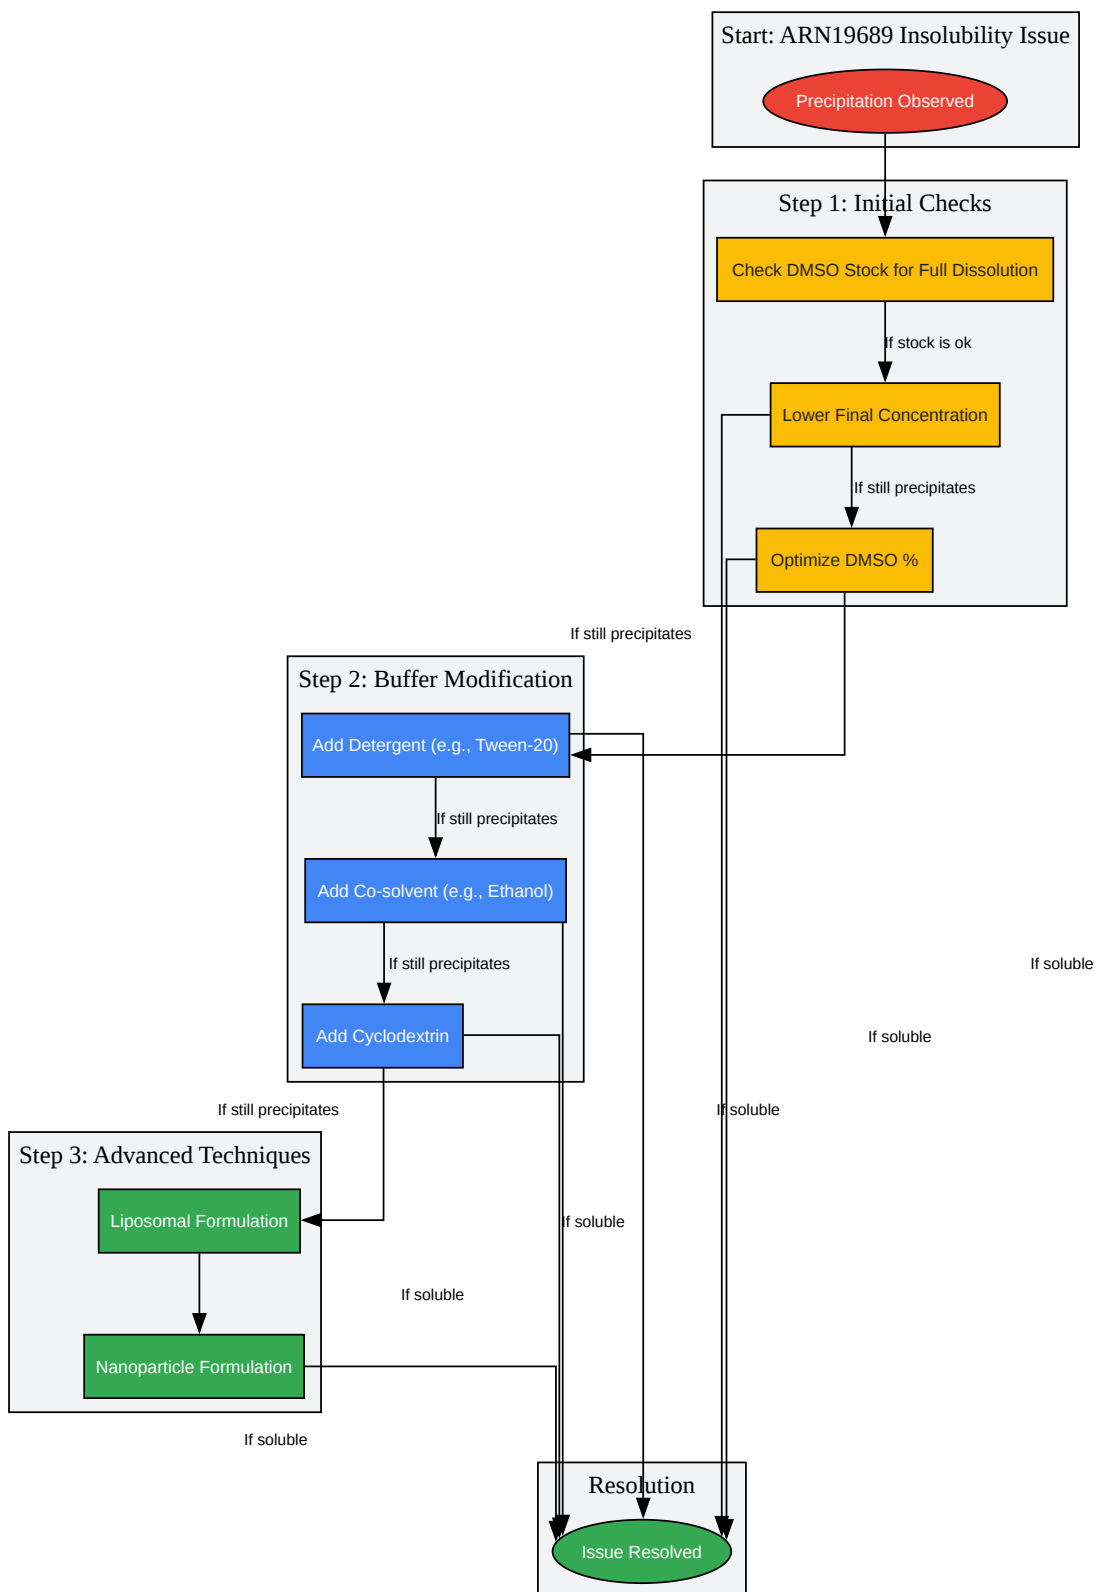 Start: ARN19689 Insolubility Issue
Precipitation Observed
Step 1: Initial Checks
Check DMSO Stock for Full Dissolution
If stock is ok
Lower Final Concentration
If still precipitates
Optimize DMSO %
If still precipitates
Step 2: Buffer Modification
Add Detergent (e.g., Tween-20)
If still precipitates
Add Co-solvent (e.g., Ethanol)
If still precipitates
If soluble
Add Cyclodextrin
If soluble
If still precipitates
If soluble
Step 3: Advanced Techniques
Liposomal Formulation
If soluble
If soluble
Nanoparticle Formulation
If soluble
Resolution
Issue Resolved